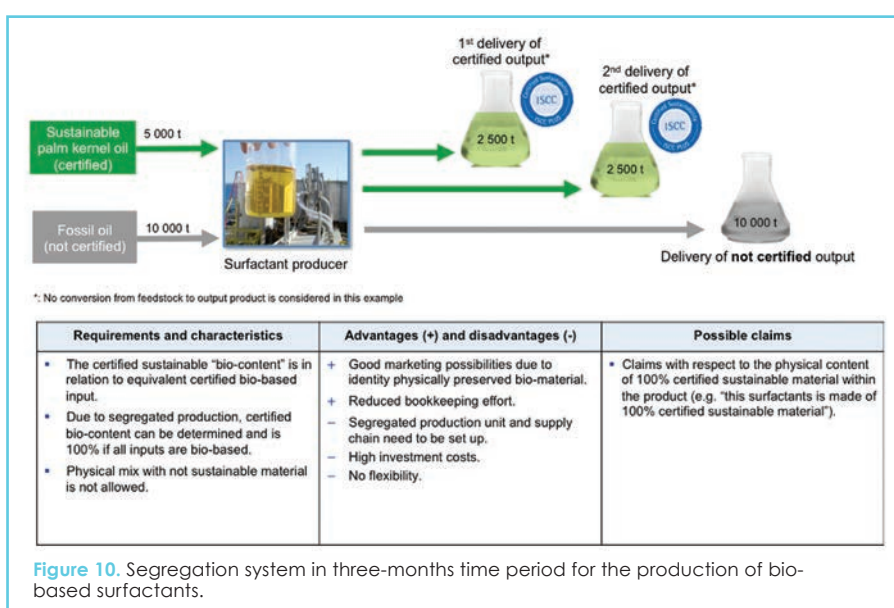 1st delivery of
certified output*
2nd delivery of
certified output*
ISCC
ISCC PLUS
ISCC
ISCC PLUS
Sustainable
palm kernel oil
(certified)
5 000 t
2 500 t
2 500 t
Fossil oil
(not certified)
10 000 t
10 000 t
Surfactant producer
Delivery of not certified output
*: No conversion from feedstock to output product is considered in this example
Requirements and characteristics
▪ The certified sustainable "bio-content" is in
relation to equivalent certified bio-based
input.
▪ Due to segregated production, certified
bio-content can be determined and is
100% if all inputs are bio-based.
▪ Physical mix with not sustainable material
is not allowed.
Advantages (+) and disadvantages (-)
+ Good marketing possibilities due to
identity physically preserved bio-material.
+ Reduced bookkeeping effort.
− Segregated production unit and supply
chain need to be set up.
− High investment costs.
− No flexibility.
Possible claims
▪ Claims with respect to the physical content
of 100% certified sustainable material within
the product (e.g. "this surfactants is made of
100% certified sustainable material").
Figure 10. Segregation system in three-months time period for the production of bio-
based surfactants.